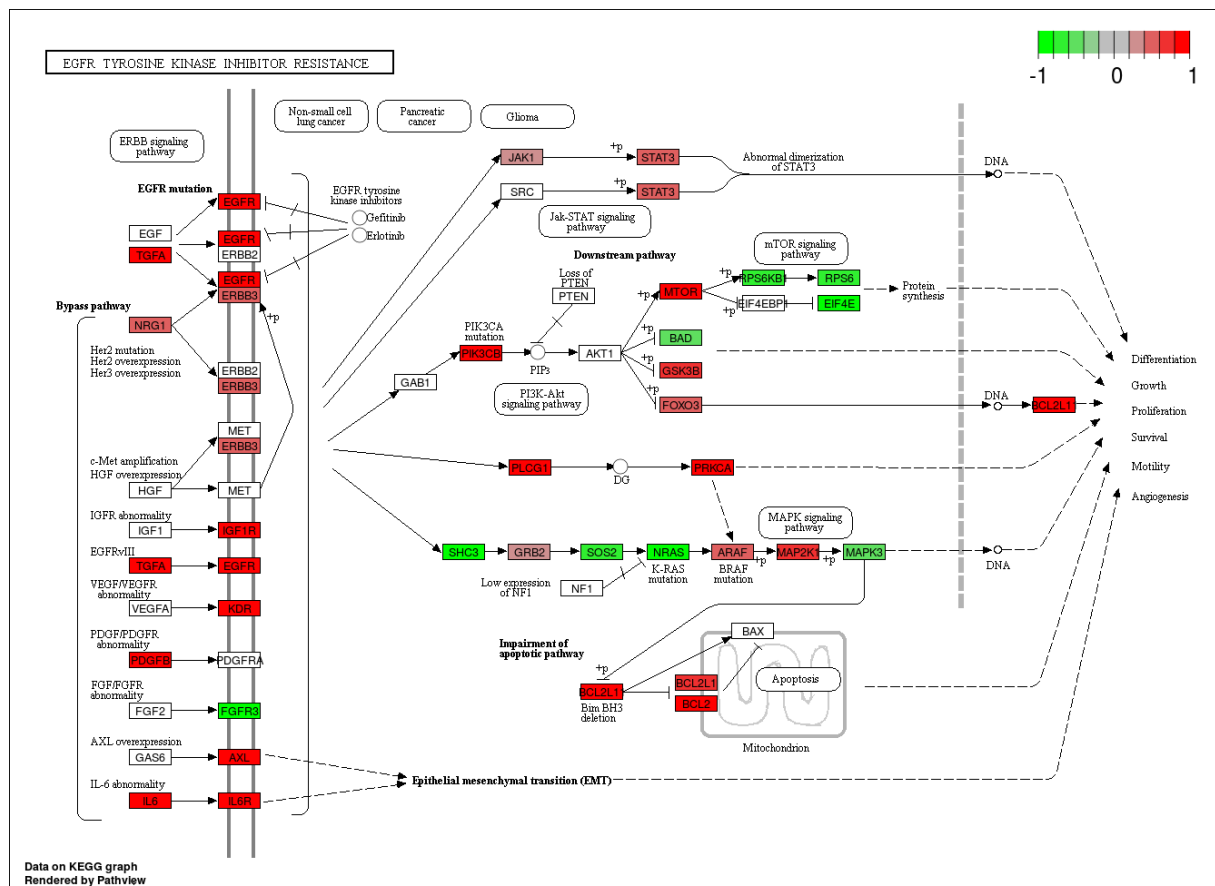 EGFR TYROSINE KINASE INHIBITOR RESISTANCE
-1 0 1
Non-small cell
lung cancer
Pancreatic
cancer
Glioma
ERBB signaling
pathway
EGFR mutation
EGFR
EGF
TGFA
EGFR
ERBB2
EGFR
ERBB3
+p
EGFR tyrosine
kinase inhibitors
Gefitinib
Erlotinib
JAK1
+p
STAT3
SRC
+p
STAT3
Abnormal dimerization
of STAT3
DNA
Jak-STAT signaling
pathway
Downstream pathway
mTOR signaling
pathway
Loss of
PTEN
PTEN
+p
MTOR
+p
RPS6KB1
RPS6
+p
EIF4EBP1
EIF4E
Protein
synthesis
Bypass pathway
NRG1
Her2 mutation
Her2 overexpression
Her3 overexpression
ERBB2
ERBB3
PIK3CA
mutation
PIK3CB
PIP3
AKT1
+p
BAD
+p
GSK3B
+p
FOXO3
GAB1
PI3K-Akt
signaling pathway
DNA
BCL2L1
Differentiation
Growth
Proliferation
Survival
Motility
Angiogenesis
MET
ERBB3
c-Met amplification
HGF overexpression
HGF
MET
PLCG1
DG
PRKCA
IGFR abnormality
IGF1
IGF1R
MAPK signaling
pathway
SHC3
GRB2
SOS2
NRAS
ARAF
+p
MAP2K1
+p
MAPK3
DNA
K-RAS
mutation
BRAF
mutation
Low expression
of NF1
NF1
EGFRvIII
TGFA
EGFR
VEGF/VEGFR
abnormality
VEGFA
KDR
PDGF/PDGFR
abnormality
PDGFB
PDGFRA
Impairment of
apoptotic pathway
+p
BCL2L1
Bim BH3
deletion
BAX
BCL2L1
BCL2
Apoptosis
Mitochondrion
FGF/FGFR
abnormality
FGF2
FGFR3
AXL overexpression
GAS6
AXL
IL-6 abnormality
IL6
IL6R
Epithelial mesenchymal transition (EMT)
Data on KEGG graph
Rendered by Pathview